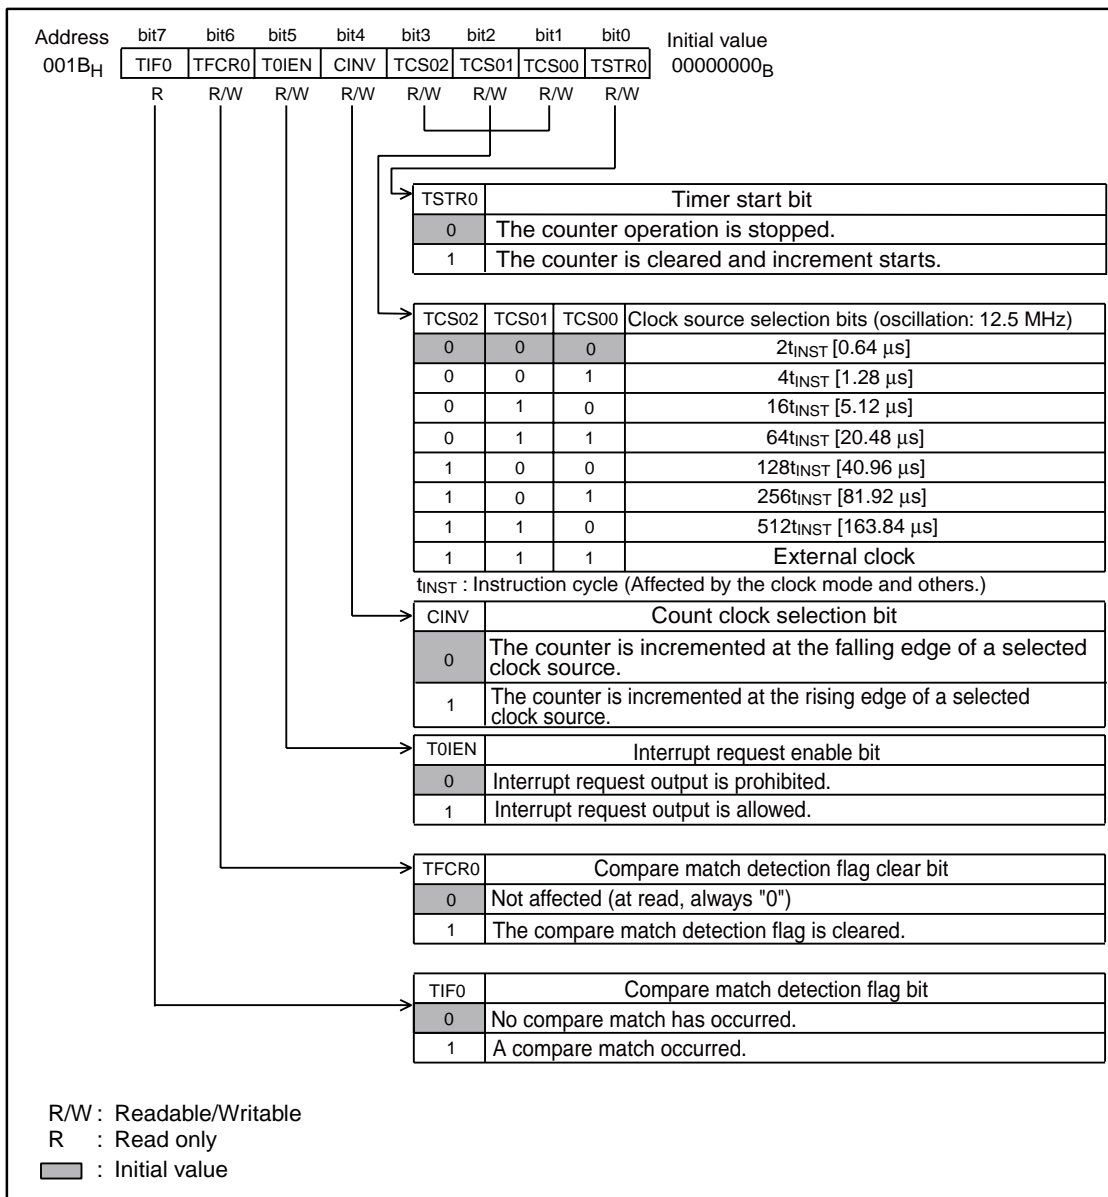 Address bit7 bit6 bit5 bit4 bit3 bit2 bit1 bit0 Initial value
001BH TIF0 TFCR0 T0IEN CINV TCS02 TCS01 TCS00 TSTR0 00000000B
R R/W R/W R/W R/W R/W R/W R/W
TSTR0 Timer start bit
0 The counter operation is stopped.
1 The counter is cleared and increment starts.
TCS02 TCS01 TCS00 Clock source selection bits (oscillation: 12.5 MHz)
0 0 0 2tINST [0.64 μs]
0 0 1 4tINST [1.28 μs]
0 1 0 16tINST [5.12 μs]
0 1 1 64tINST [20.48 μs]
1 0 0 128tINST [40.96 μs]
1 0 1 256tINST [81.92 μs]
1 1 0 512tINST [163.84 μs]
1 1 1 External clock
tINST : Instruction cycle (Affected by the clock mode and others.)
CINV Count clock selection bit
0 The counter is incremented at the falling edge of a selected
clock source.
1 The counter is incremented at the rising edge of a selected
clock source.
T0IEN Interrupt request enable bit
0 Interrupt request output is prohibited.
1 Interrupt request output is allowed.
TFCR0 Compare match detection flag clear bit
0 Not affected (at read, always "0")
1 The compare match detection flag is cleared.
TIF0 Compare match detection flag bit
0 No compare match has occurred.
1 A compare match occurred.
R/W : Readable/Writable
R : Read only
: Initial value